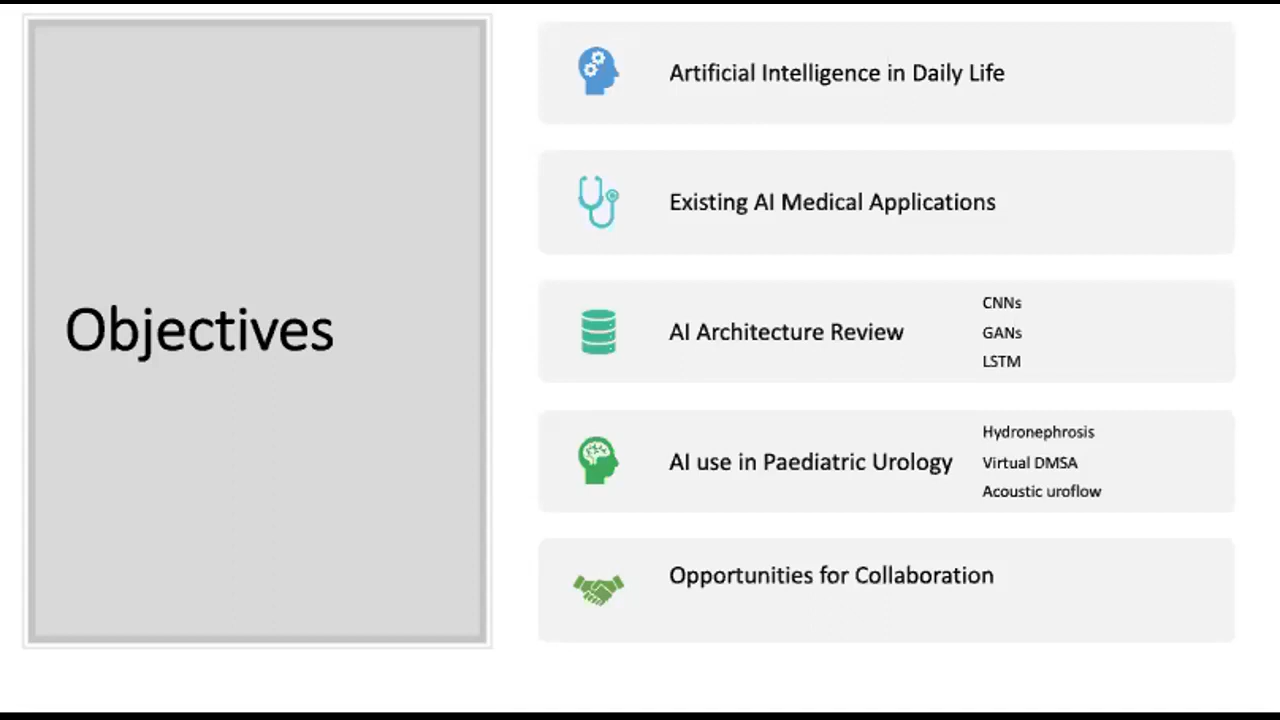 Objectives
Artificial Intelligence in Daily Life
Existing AI Medical Applications
AI Architecture Review
CNNs
GANs
LSTM
AI use in Paediatric Urology
Hydronephrosis
Virtual DMSA
Acoustic uroflow
Opportunities for Collaboration